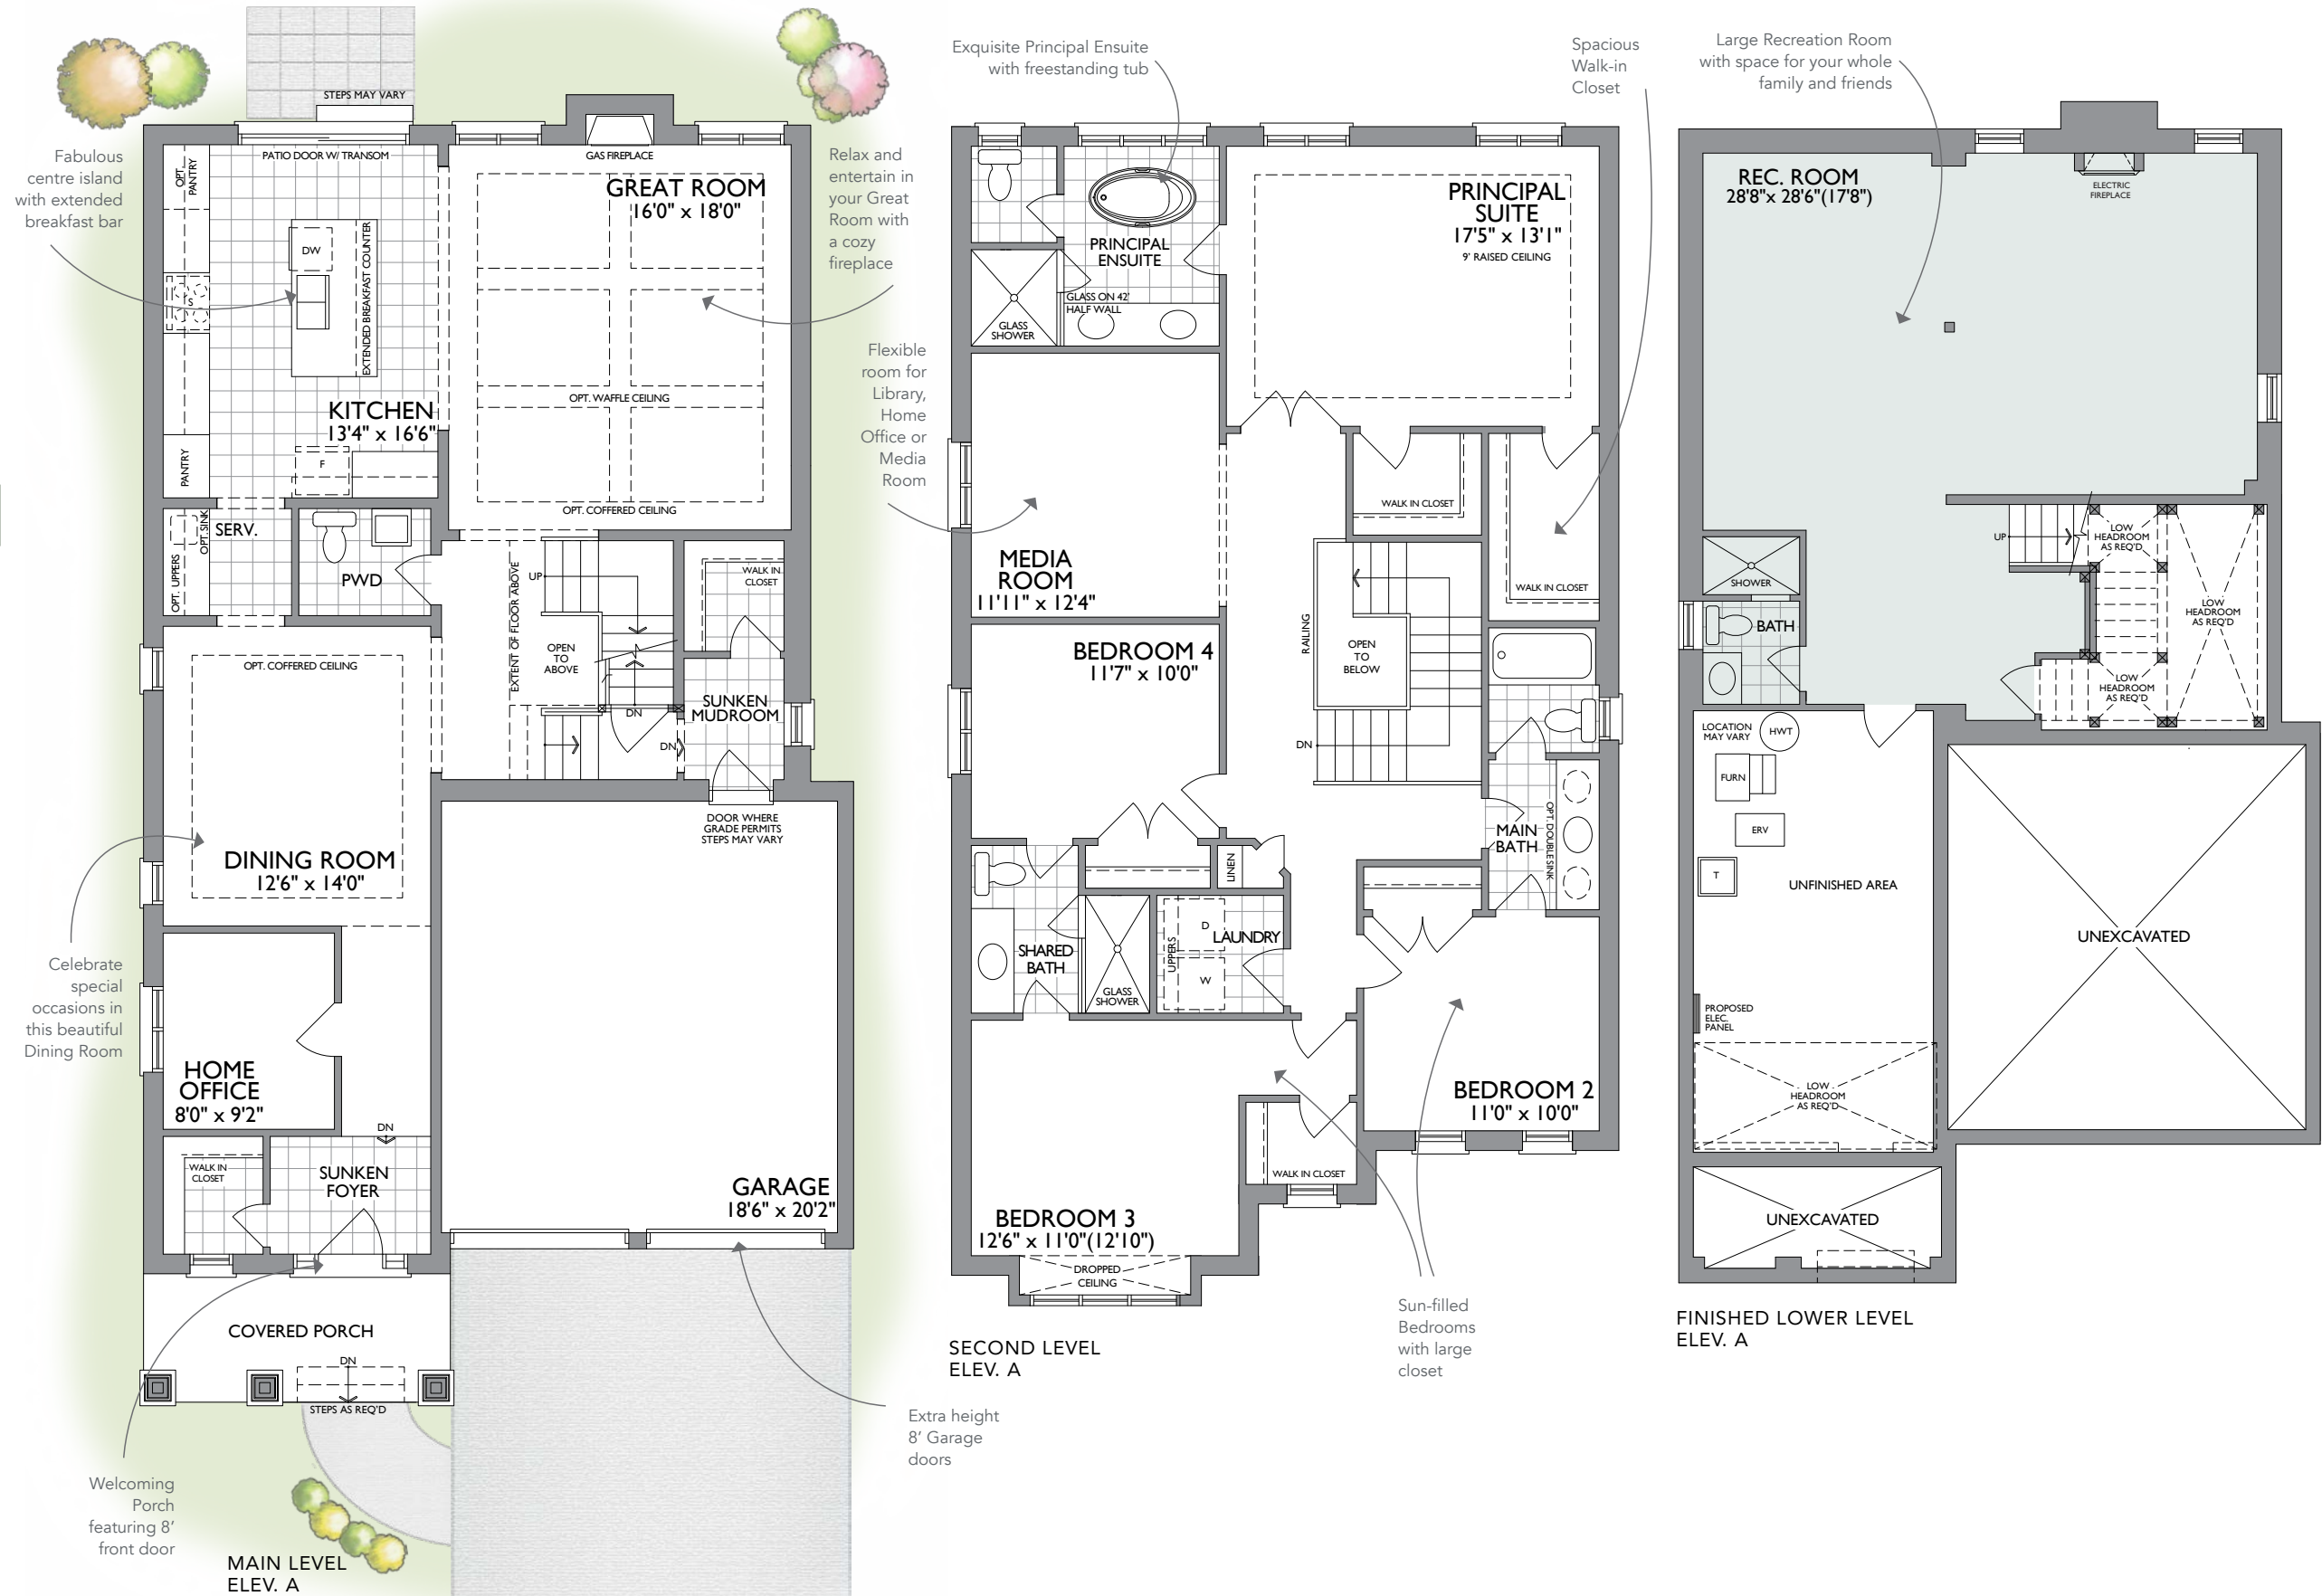 STEPS MAY VARY
Fabulous
centre island
with extended
breakfast bar
PATIO DOOR W/ TRANSOM
GAS FIREPLACE
OPT.
PANTRY
GREAT ROOM
16'0" x 18'0"
Relax and
entertain in
your Great
Room with
a cozy
fireplace
DW
S
EXTENDED BREAKFAST COUNTER
OPT. WAFFLE CEILING
KITCHEN
13'4" x 16'6"
PANTRY
F
OPT. COFFERED CEILING
OPT. SINK
SERV.
OPT. UPPERS
PWD
EXTENT OF FLOOR ABOVE
UP
WALK IN
CLOSET
OPEN
TO
ABOVE
OPT. COFFERED CEILING
SUNKEN
MUDROOM
DN
DN
DOOR WHERE
GRADE PERMITS
STEPS MAY VARY
DINING ROOM
12'6" x 14'0"
Celebrate
special
occasions in
this beautiful
Dining Room
HOME
OFFICE
8'0" x 9'2"
DN
WALK IN
CLOSET
SUNKEN
FOYER
GARAGE
18'6" x 20'2"
COVERED PORCH
DN
STEPS AS REQ'D
Extra height
8' Garage
doors
Welcoming
Porch
featuring 8'
front door
MAIN LEVEL
ELEV. A
Exquisite Principal Ensuite
with freestanding tub
Spacious
Walk-in
Closet
PRINCIPAL
ENSUITE
PRINCIPAL
SUITE
17'5" x 13'1"
9' RAISED CEILING
GLASS ON 42'
HALF WALL
GLASS
SHOWER
Flexible
room for
Library,
Home
Office or
Media
Room
WALK IN CLOSET
MEDIA
ROOM
11'11" x 12'4"
WALK IN CLOSET
RAILING
OPEN
TO
BELOW
BEDROOM 4
11'7" x 10'0"
DN
MAIN
BATH
OPT. DOUBLE SINK
LINEN
SHARED
BATH
GLASS
SHOWER
UPPERS
D
LAUNDRY
W
BEDROOM 2
11'0" x 10'0"
WALK IN CLOSET
BEDROOM 3
12'6" x 11'0"(12'10")
DROPPED
CEILING
Sun-filled
Bedrooms
with large
closet
SECOND LEVEL
ELEV. A
Large Recreation Room
with space for your whole
family and friends
REC. ROOM
28'8"x 28'6"(17'8")
ELECTRIC
FIREPLACE
UP
LOW
HEADROOM
AS REQ'D
SHOWER
BATH
LOW
HEADROOM
AS REQ'D
LOW
HEADROOM
AS REQ'D
LOCATION
MAY VARY
HWT
FURN
ERV
T
UNFINISHED AREA
UNEXCAVATED
PROPOSED
ELEC.
PANEL
LOW
HEADROOM
AS REQ'D
UNEXCAVATED
FINISHED LOWER LEVEL
ELEV. A